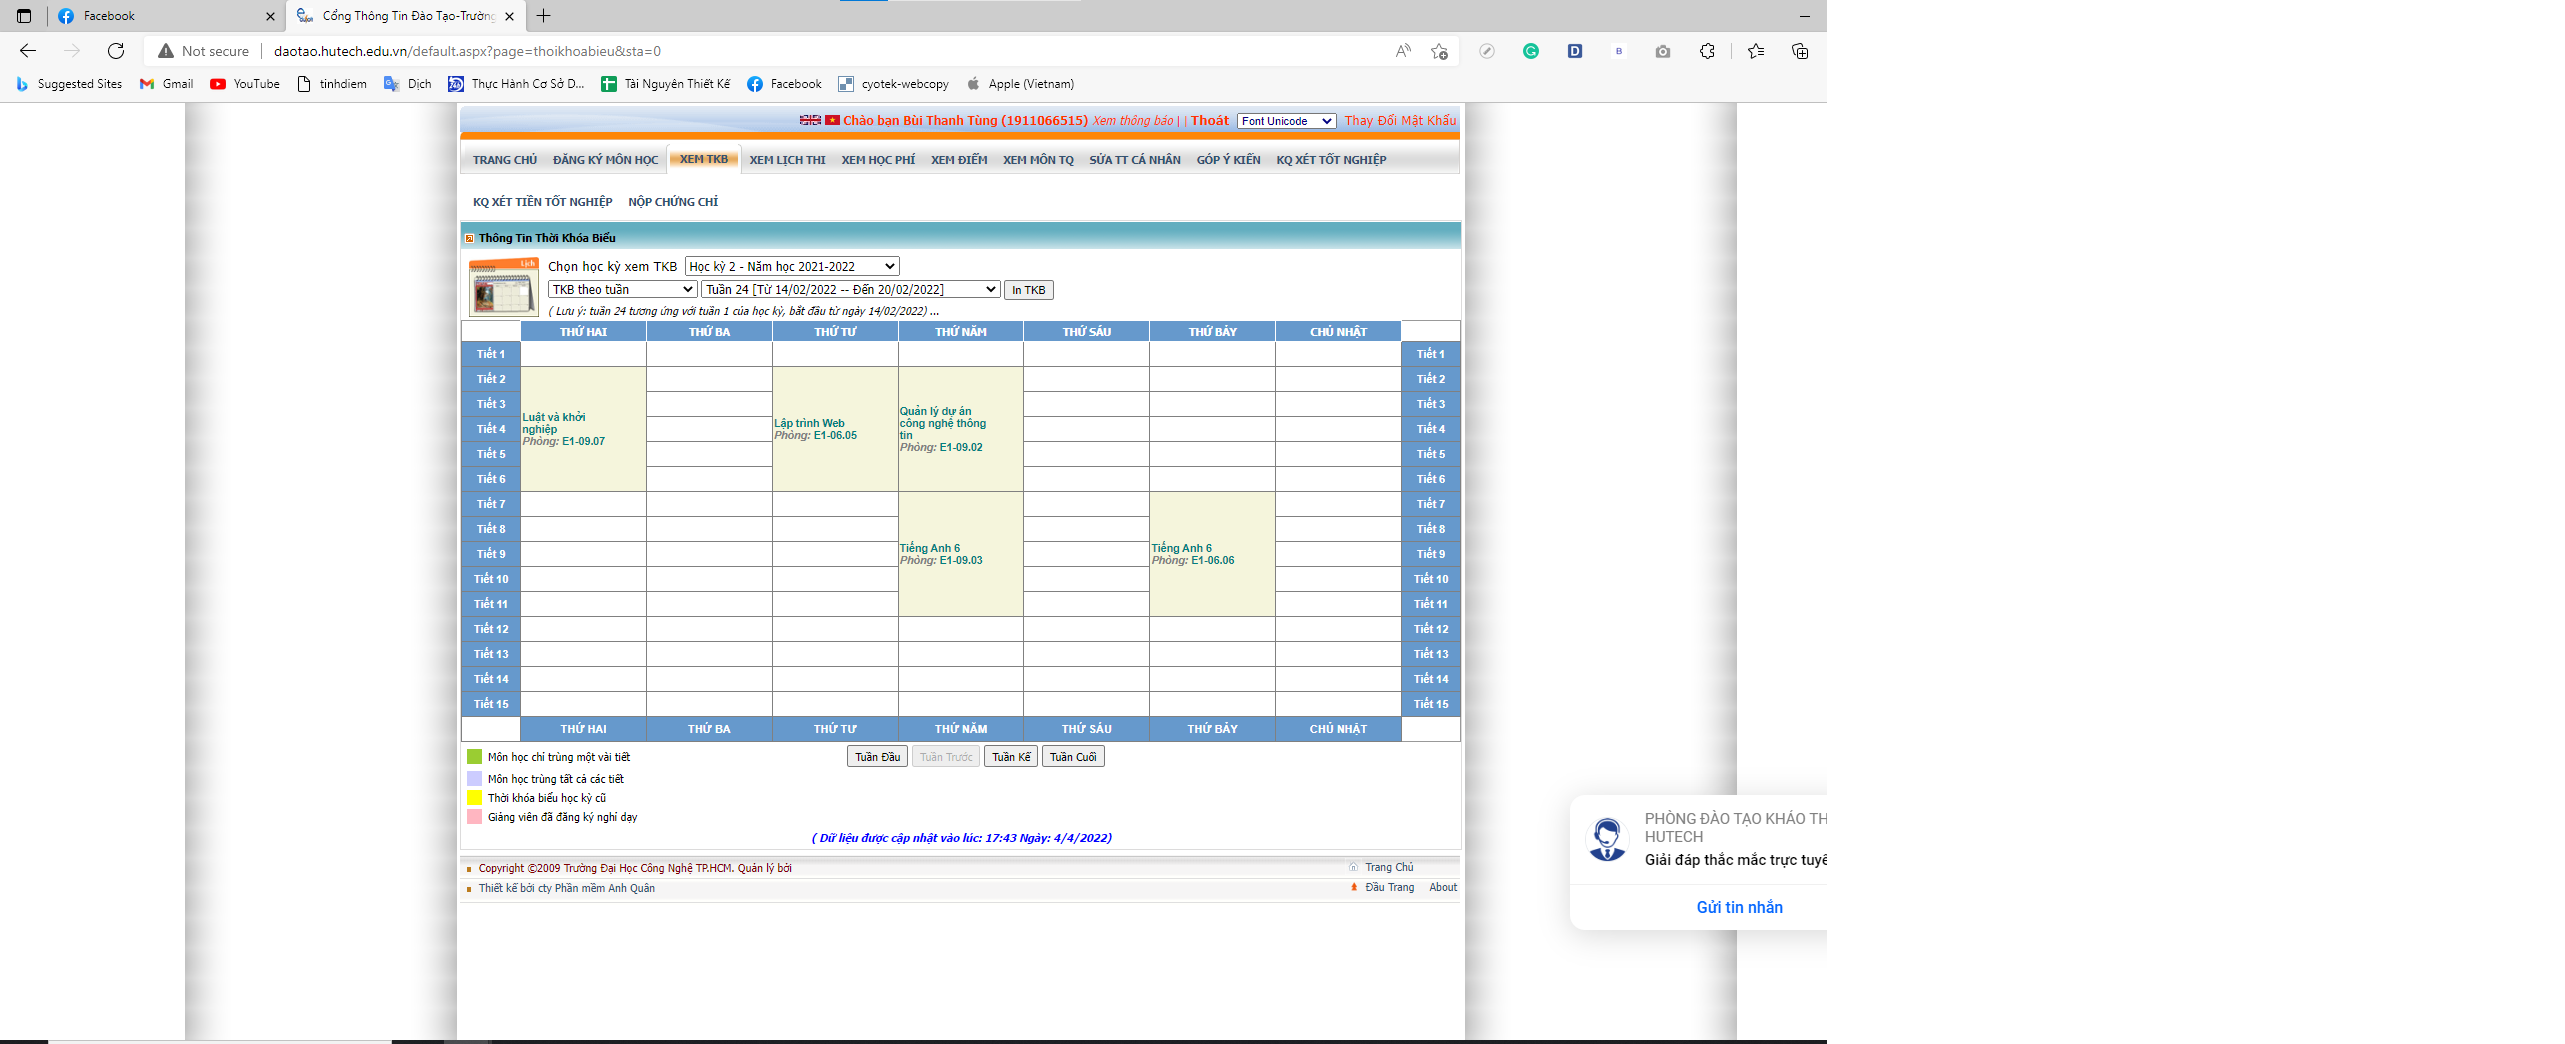 Facebook
Cổng Thông Tin Đào Tạo-Trường
Not secure
daotao.hutech.edu.vn/default.aspx?page=thoikhoabieu&sta=0
Suggested Sites Gmail YouTube tinhdiem Dịch Thực Hành Cơ Sở D... Tài Nguyên Thiết Kế Facebook cyotek-webcopy Apple (Vietnam)
Chào bạn Bùi Thanh Tùng (1911066515) Xem thông báo | | Thoát Font Unicode Thay Đổi Mật Khẩu
TRANG CHỦ ĐĂNG KÝ MÔN HỌC XEM TKB XEM LỊCH THI XEM HỌC PHÍ XEM ĐIỂM XEM MÔN TQ SỬA TT CÁ NHÂN GÓP Ý KIẾN KQ XÉT TỐT NGHIỆP
KQ XÉT TIỀN TỐT NGHIỆP NỘP CHỨNG CHỈ
Thông Tin Thời Khóa Biểu
Lịch
Chọn học kỳ xem TKB Học kỳ 2 - Năm học 2021-2022
TKB theo tuần Tuần 24 [Từ 14/02/2022 -- Đến 20/02/2022] In TKB
( Lưu ý: tuần 24 tương ứng với tuần 1 của học kỳ, bắt đầu từ ngày 14/02/2022) ...
THỨ HAI THỨ BA THỨ TƯ THỨ NĂM THỨ SÁU THỨ BẢY CHỦ NHẬT
Tiết 1 Tiết 1
Tiết 2 Tiết 2
Tiết 3 Tiết 3
Tiết 4 Tiết 4
Tiết 5 Tiết 5
Tiết 6 Tiết 6
Luật và khởi
nghiệp
Phòng: E1-09.07
Lập trình Web
Phòng: E1-06.05
Quản lý dự án
công nghệ thông
tin
Phòng: E1-09.02
Tiết 7 Tiết 7
Tiết 8 Tiết 8
Tiết 9 Tiết 9
Tiết 10 Tiết 10
Tiết 11 Tiết 11
Tiếng Anh 6
Phòng: E1-09.03
Tiếng Anh 6
Phòng: E1-06.06
Tiết 12 Tiết 12
Tiết 13 Tiết 13
Tiết 14 Tiết 14
Tiết 15 Tiết 15
THỨ HAI THỨ BA THỨ TƯ THỨ NĂM THỨ SÁU THỨ BẢY CHỦ NHẬT
Môn học chỉ trùng một vài tiết
Tuần Đầu Tuần Trước Tuần Kế Tuần Cuối
Môn học trùng tất cả các tiết
Thời khóa biểu học kỳ cũ
Giảng viên đã đăng ký nghỉ dạy
( Dữ liệu được cập nhật vào lúc: 17:43 Ngày: 4/4/2022)
Copyright ©2009 Trường Đại Học Công Nghệ TP.HCM. Quản lý bởi Trang Chủ
Thiết kế bởi cty Phần mềm Anh Quân Đầu Trang About
PHÒNG ĐÀO TẠO KHẢO TH
HUTECH
Giải đáp thắc mắc trực tuyế
Gửi tin nhắn